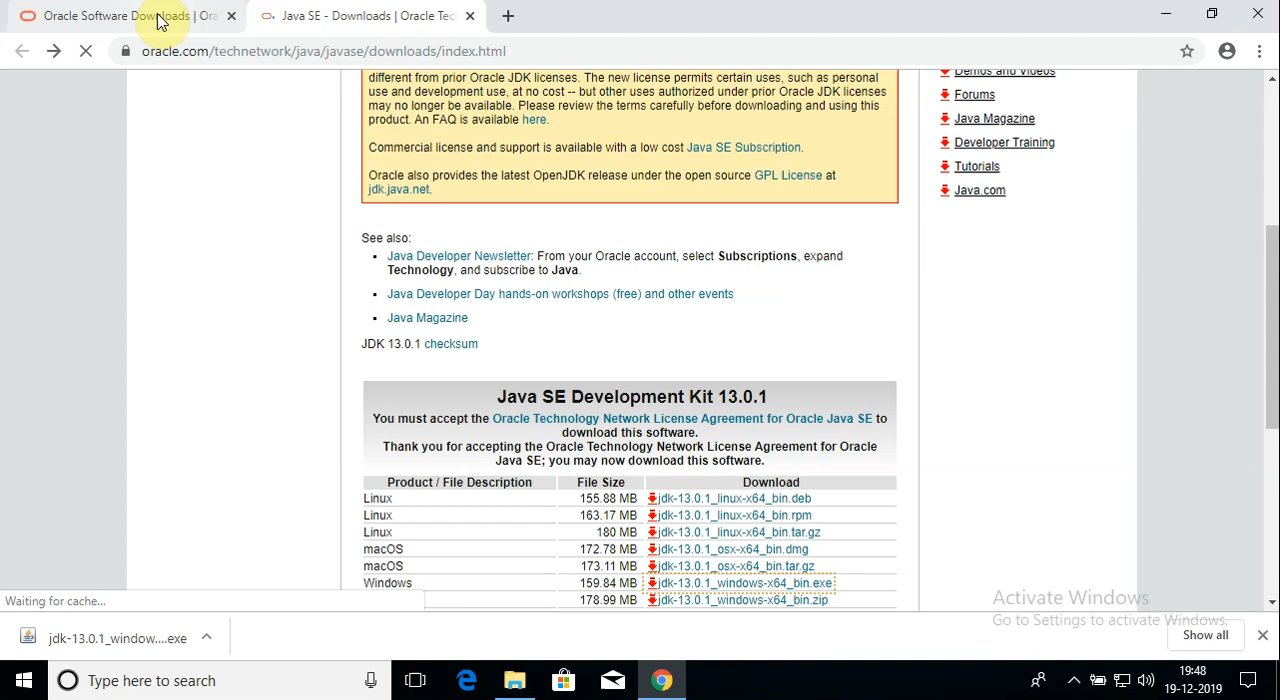 Oracle Software Downloads | Ora
Java SE - Downloads | Oracle Tec
oracle.com/technetwork/java/javase/downloads/index.html
different from prior Oracle JDK licenses. The new license permits certain uses, such as personal
use and development use, at no cost -- but other uses authorized under prior Oracle JDK licenses
may no longer be available. Please review the terms carefully before downloading and using this
product. An FAQ is available here.
Commercial license and support is available with a low cost Java SE Subscription.
Oracle also provides the latest OpenJDK release under the open source GPL License at
jdk.java.net.
Demos and Videos
Forums
Java Magazine
Developer Training
Tutorials
Java.com
See also:
• Java Developer Newsletter: From your Oracle account, select Subscriptions, expand
Technology, and subscribe to Java.
• Java Developer Day hands-on workshops (free) and other events
• Java Magazine
JDK 13.0.1 checksum
Java SE Development Kit 13.0.1
You must accept the Oracle Technology Network License Agreement for Oracle Java SE to
download this software.
Thank you for accepting the Oracle Technology Network License Agreement for Oracle
Java SE; you may now download this software.
Product / File Description File Size Download
Linux 155.88 MB jdk-13.0.1_linux-x64_bin.deb
Linux 163.17 MB jdk-13.0.1_linux-x64_bin.rpm
Linux 180 MB jdk-13.0.1_linux-x64_bin.tar.gz
macOS 172.78 MB jdk-13.0.1_osx-x64_bin.dmg
macOS 173.11 MB jdk-13.0.1_osx-x64_bin.tar.gz
Windows 159.84 MB jdk-13.0.1_windows-x64_bin.exe
178.99 MB jdk-13.0.1_windows-x64_bin.zip
Waiting for cache...
Activate Windows
Go to Settings to activate Windows.
jdk-13.0.1_window....exe
Show all
Type here to search
19:48
19-12-2019